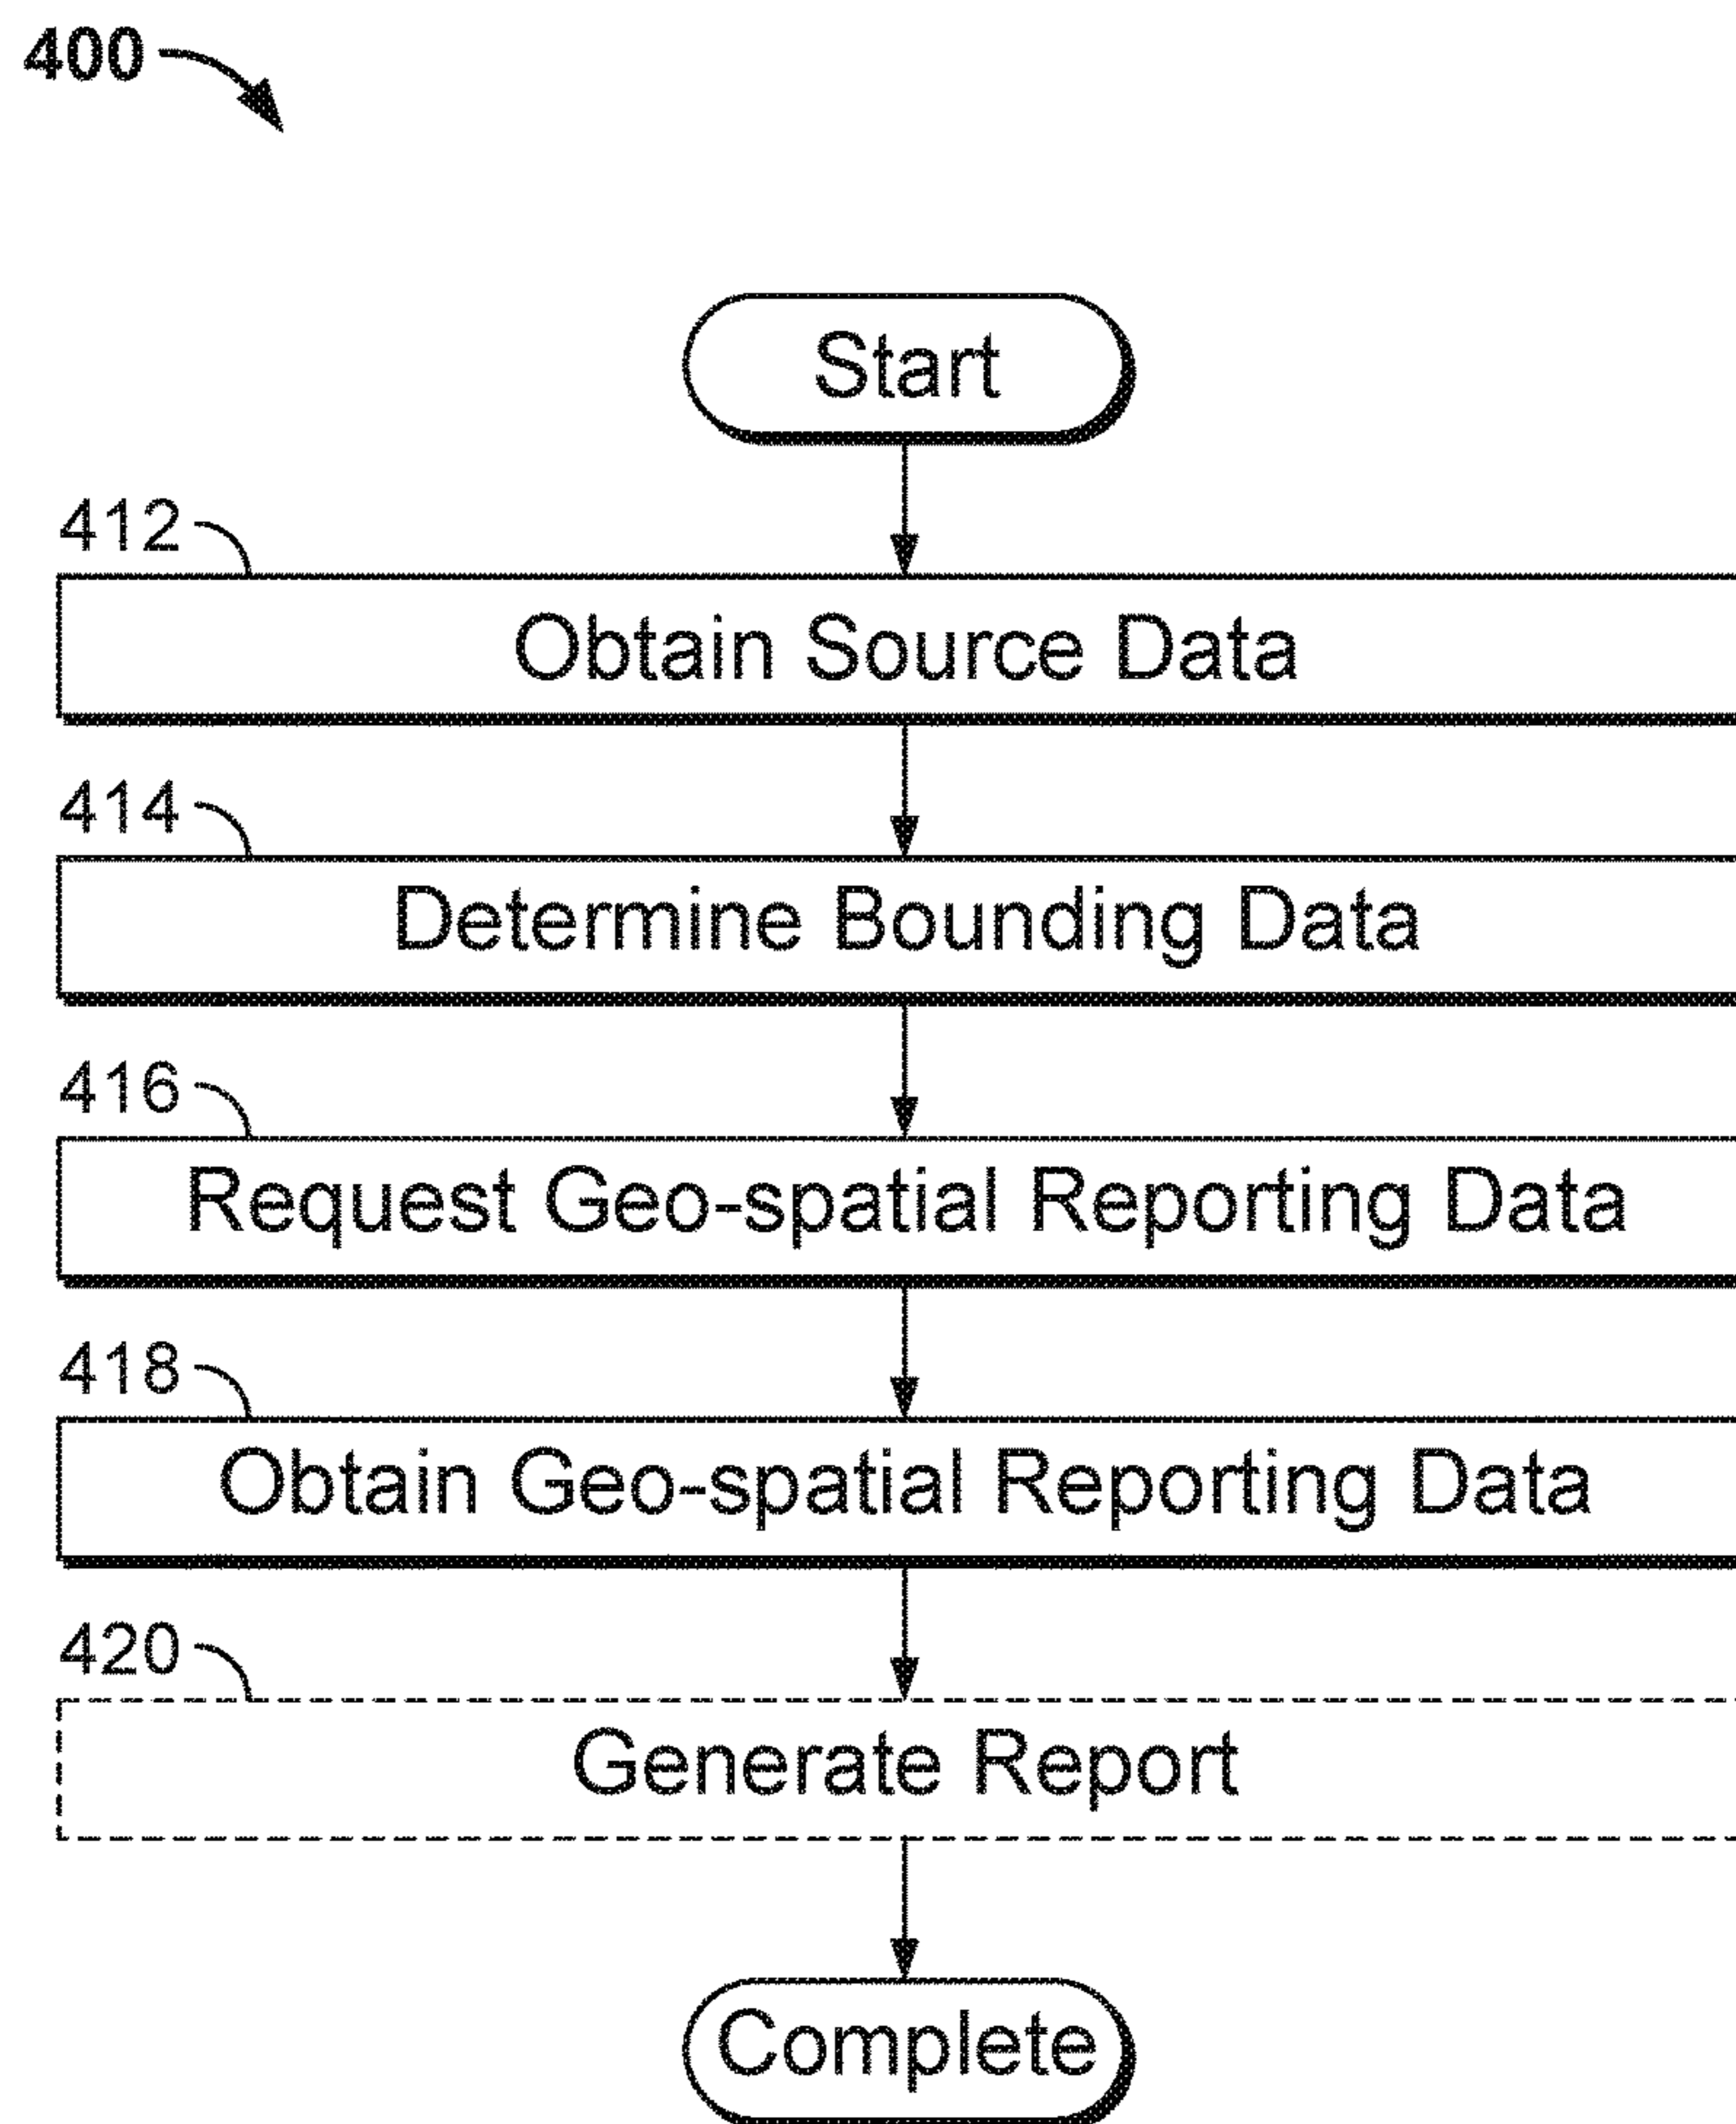 400
Start
412
Obtain Source Data
414
Determine Bounding Data
416
Request Geo-spatial Reporting Data
418
Obtain Geo-spatial Reporting Data
420
Generate Report
Complete